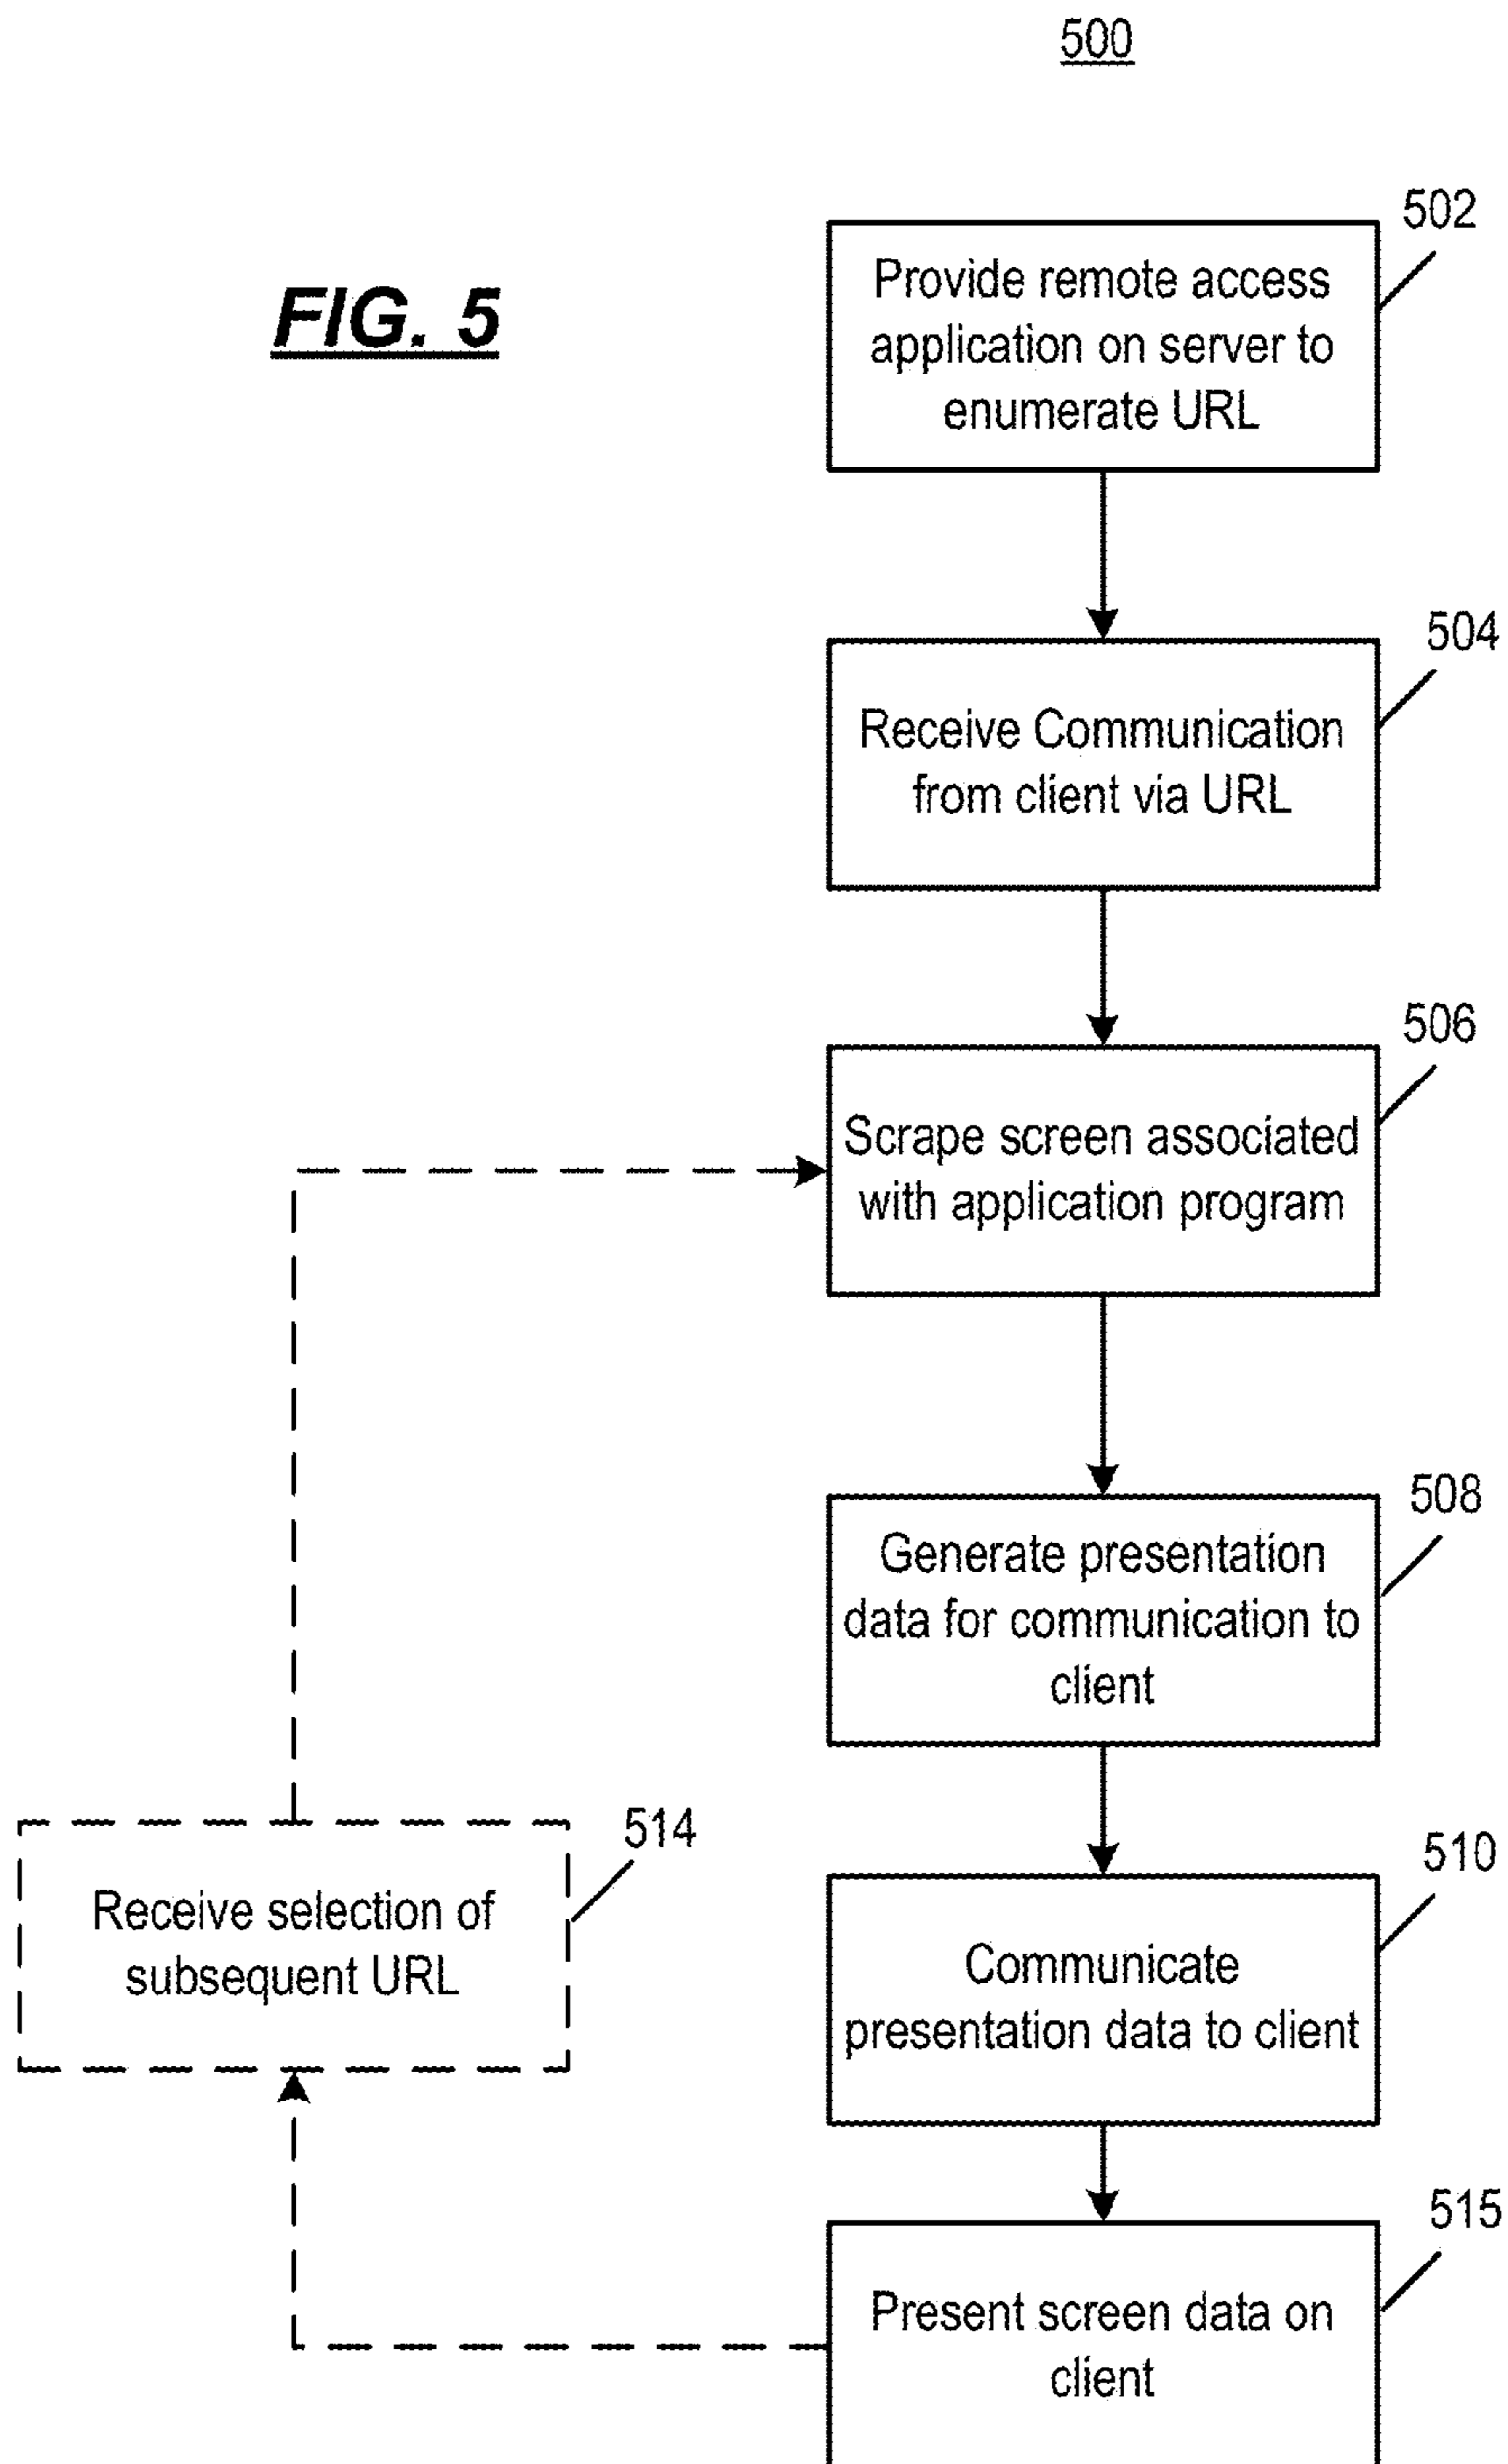 500
FIG. 5
502
Provide remote access
application on server to
enumerate URL
504
Receive Communication
from client via URL
506
Scrape screen associated
with application program
508
Generate presentation
data for communication to
client
514
Receive selection of
subsequent URL
510
Communicate
presentation data to client
515
Present screen data on
client